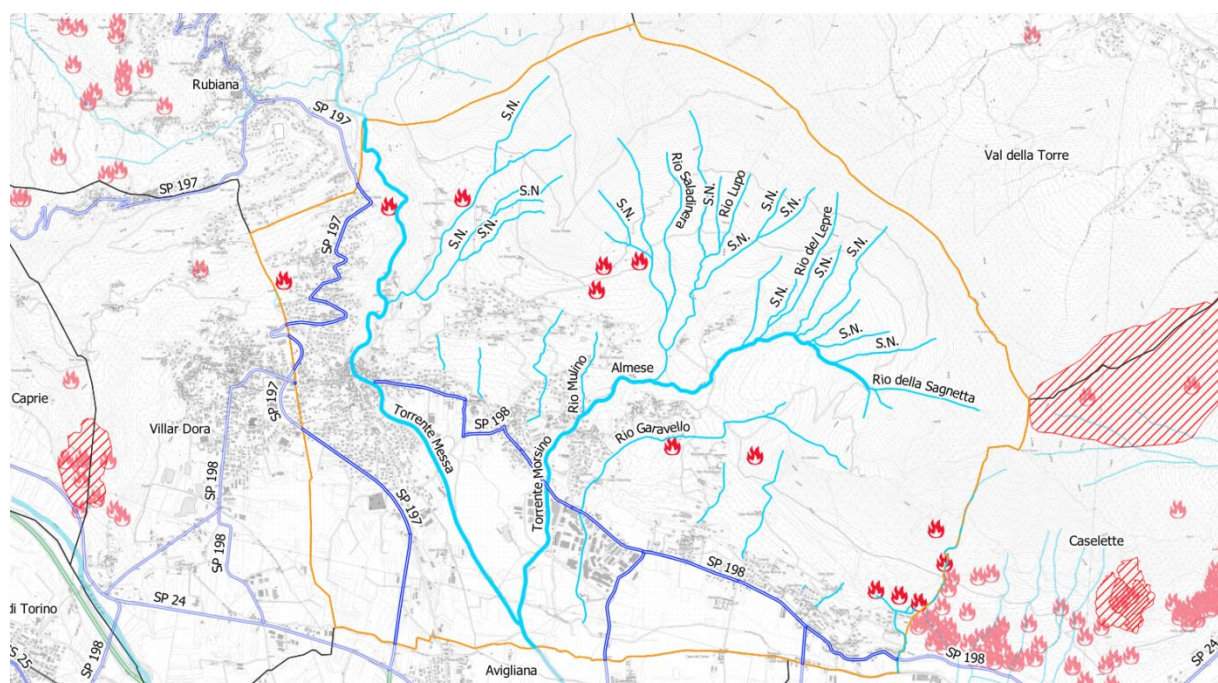 Rubiana
SP 197
S.N.
Val della Torre
SP 197
S.N.
Rio Saladinera
S.N.
Rio Lupo
S.N.
S.N.
S.N.
S.N.
S.N.
S.N.
Rio del Lepre
S.N.
SP 197
S.N.
S.N.
S.N.
S.N.
S.N.
Almese
Rio Mulino
Rio della Sagnetta
Caprie
SP 197
Villar Dora
Torrente Messa
SP 198
Rio Garavello
SP 198
Torrente Morsino
SP 197
SP 198
SP 198
Caselette
SP 24
di Torino
SP 198
SS 25
Avigliana
SP 198
SP 24